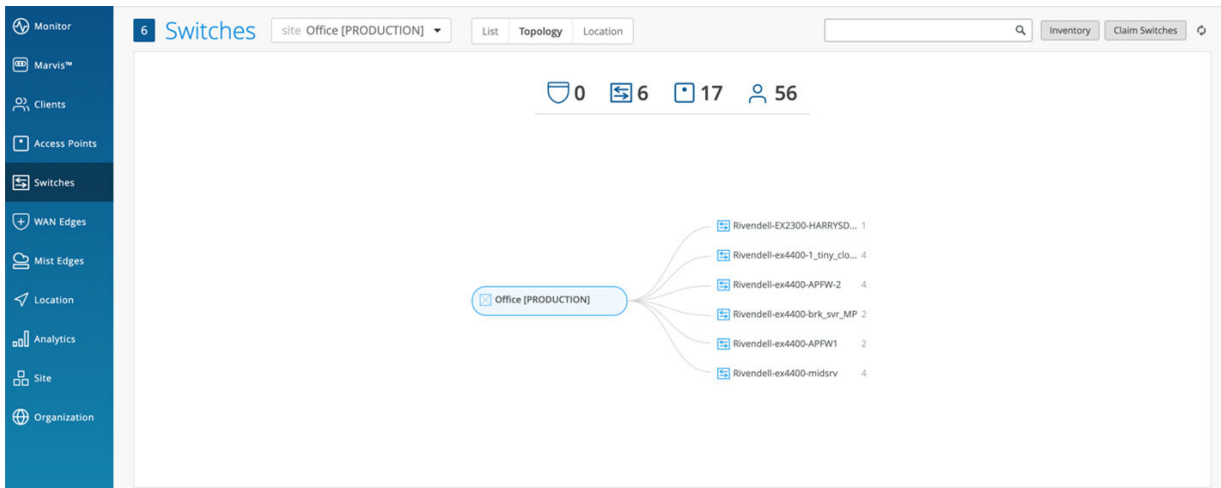 Monitor
Marvis™
Clients
Access Points
Switches
WAN Edges
Mist Edges
Location
Analytics
Site
Organization
6 Switches site Office [PRODUCTION] List Topology Location Inventory Claim Switches
0 6 17 56
Office [PRODUCTION]
Rivendell-EX2300-HARRYSD... 1
Rivendell-ex4400-1_tiny_clo... 4
Rivendell-ex4400-APFW-2 4
Rivendell-ex4400-brk_svr_MP 2
Rivendell-ex4400-APFW1 2
Rivendell-ex4400-midsrv 4